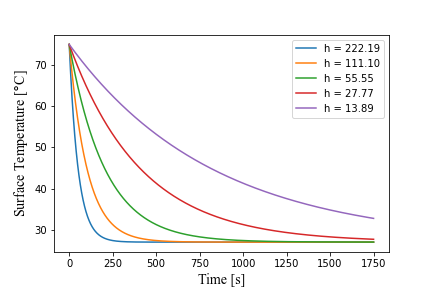 h = 222.19
h = 111.10
h = 55.55
h = 27.77
h = 13.89
Surface Temperature [°C]
70
60
50
40
30
0 250 500 750 1000 1250 1500 1750
Time [s]